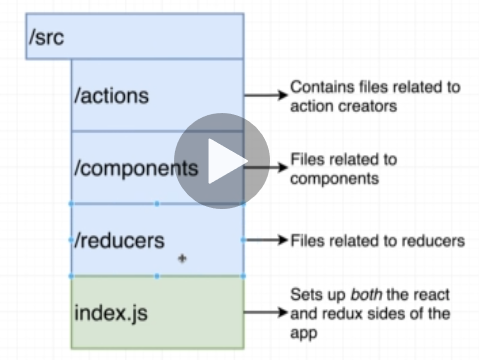 /src
/actions
Contains files related to
action creators
/components
Files related to
components
/reducers
Files related to reducers
index.js
Sets up both the react
and redux sides of the
app